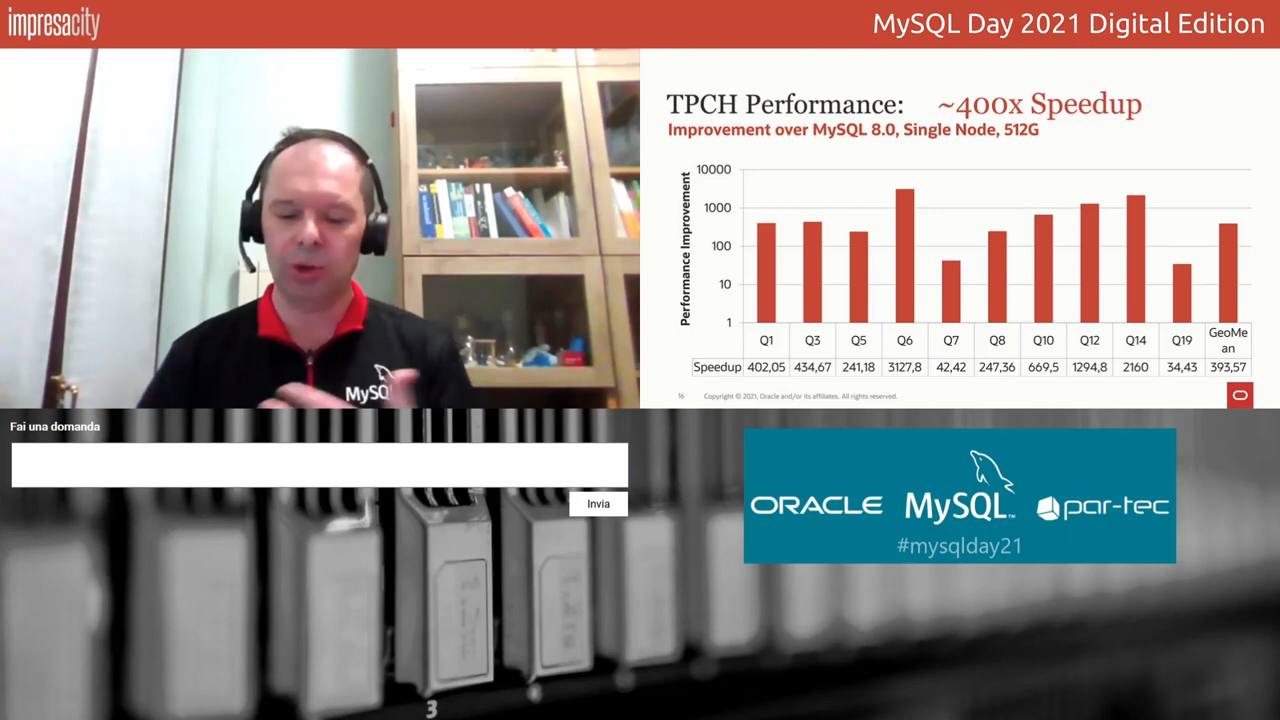 impresacity
MySQL Day 2021 Digital Edition
TPCH Performance: ~400x Speedup
Improvement over MySQL 8.0, Single Node, 512G
Performance Improvement
10000
1000
100
10
1
Q1 Q3 Q5 Q6 Q7 Q8 Q10 Q12 Q14 Q19 GeoMe
an
Speedup 402,05 434,67 241,18 3127,8 42,42 247,36 669,5 1294,8 2160 34,43 393,57
16 Copyright © 2021, Oracle and/or its affiliates. All rights reserved.
MySQL
MySQL
Fai una domanda
Invia
ORACLE MySQL™ par-tec
#mysqlday21
3
4